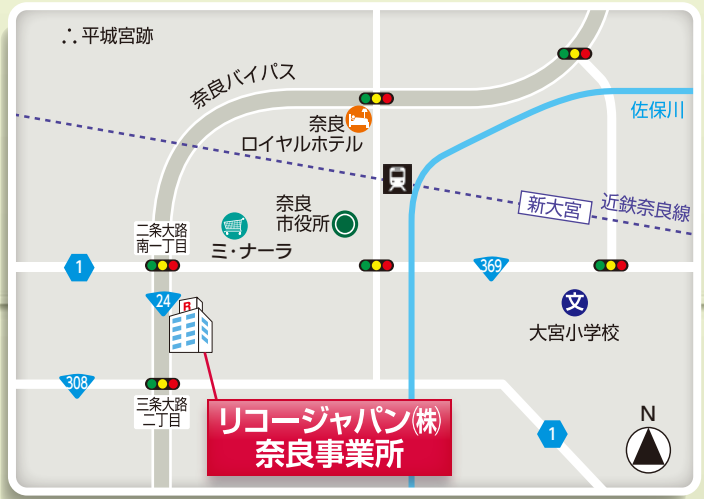 ∴平城宮跡
奈良バイパス
奈良
ロイヤルホテル
佐保川
新大宮
近鉄奈良線
奈良
市役所
二条大路
南一丁目
ミ・ナーラ
1
369
24
R
文
大宮小学校
308
三条大路
二丁目
リコージャパン㈱
奈良事業所
1
N